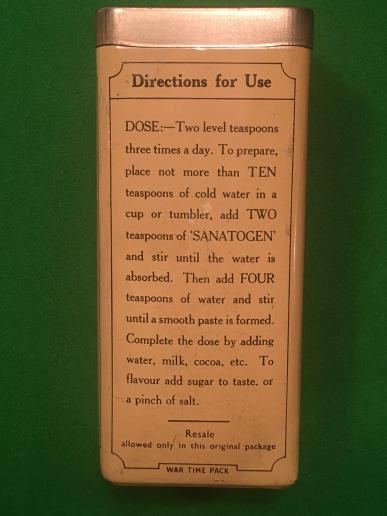 Directions for Use
DOSE:—Two level teaspoons
three times a day. To prepare,
place not more than TEN
teaspoons of cold water in a
cup or tumbler, add TWO
teaspoons of 'SANATOGEN'
and stir until the water is
absorbed. Then add FOUR
teaspoons of water and stir
until a smooth paste is formed.
Complete the dose by adding
water, milk, cocoa, etc. To
flavour add sugar to taste, or
a pinch of salt.
Resale
allowed only in this original package
WAR TIME PACK